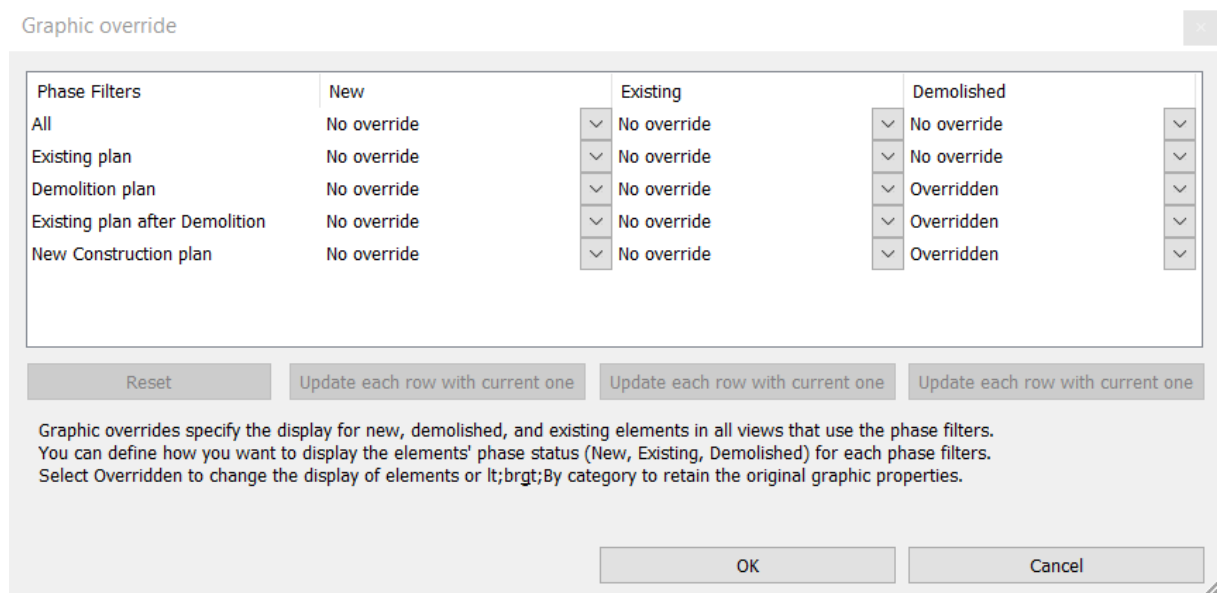 Graphic override
Phase Filters New Existing Demolished
All No override No override No override
Existing plan No override No override No override
Demolition plan No override No override Overridden
Existing plan after Demolition No override No override Overridden
New Construction plan No override No override Overridden
Reset Update each row with current one Update each row with current one Update each row with current one
Graphic overrides specify the display for new, demolished, and existing elements in all views that use the phase filters.
You can define how you want to display the elements' phase status (New, Existing, Demolished) for each phase filters.
Select Overridden to change the display of elements or lt;brgt;By category to retain the original graphic properties.
OK Cancel